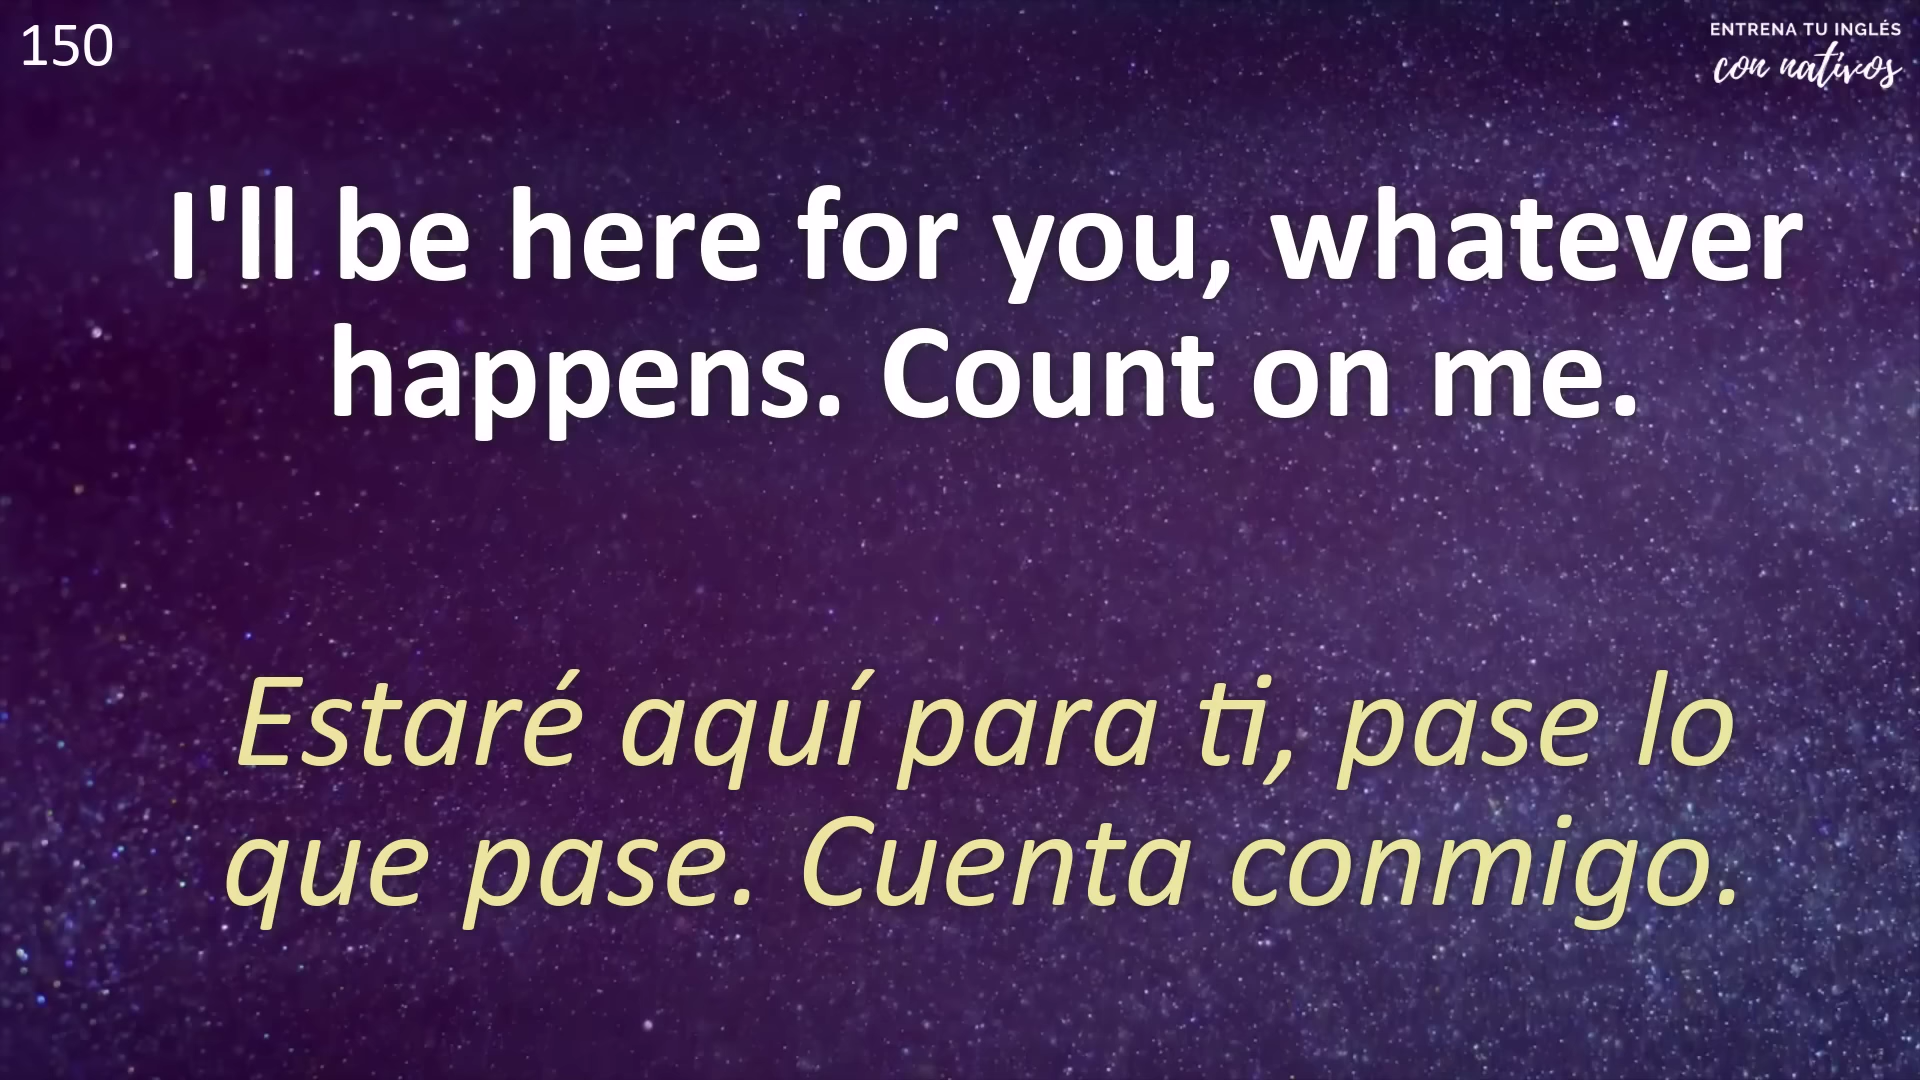 150
ENTRENA TU INGLÉS
con nativos
I'll be here for you, whatever
happens. Count on me.
Estaré aquí para ti, pase lo
que pase. Cuenta conmigo.